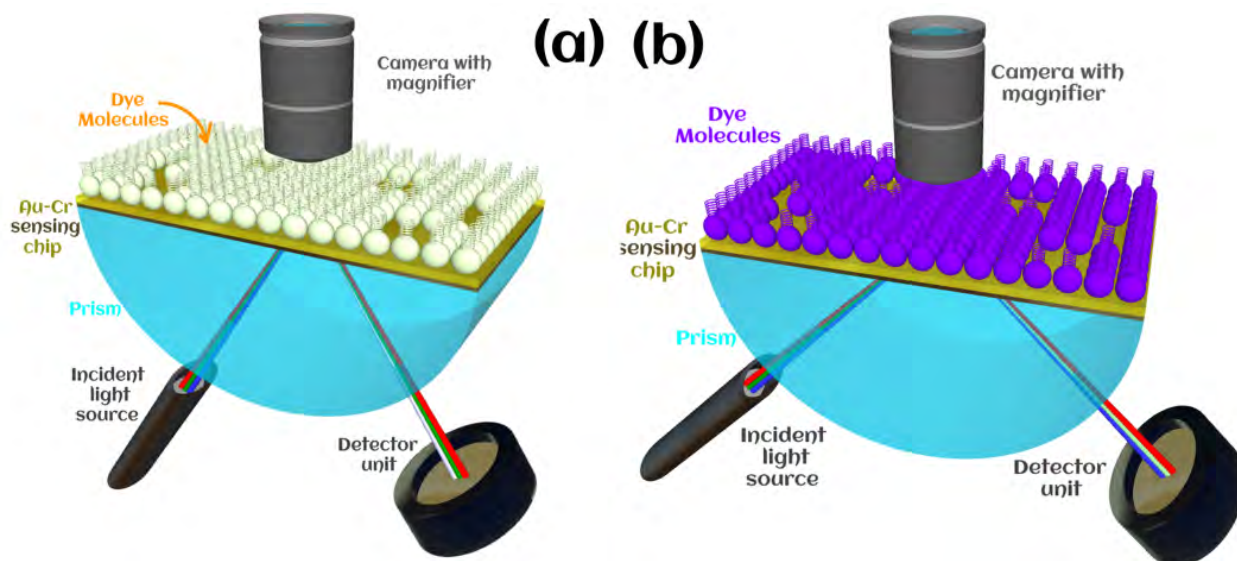 (a)
Camera with
magnifier
Dye
Molecules
Au-Cr
sensing
chip
Prism
Incident
light
source
Detector
unit
(b)
Camera with
magnifier
Dye
Molecules
Au-Cr
sensing
chip
Prism
Incident
light
source
Detector
unit